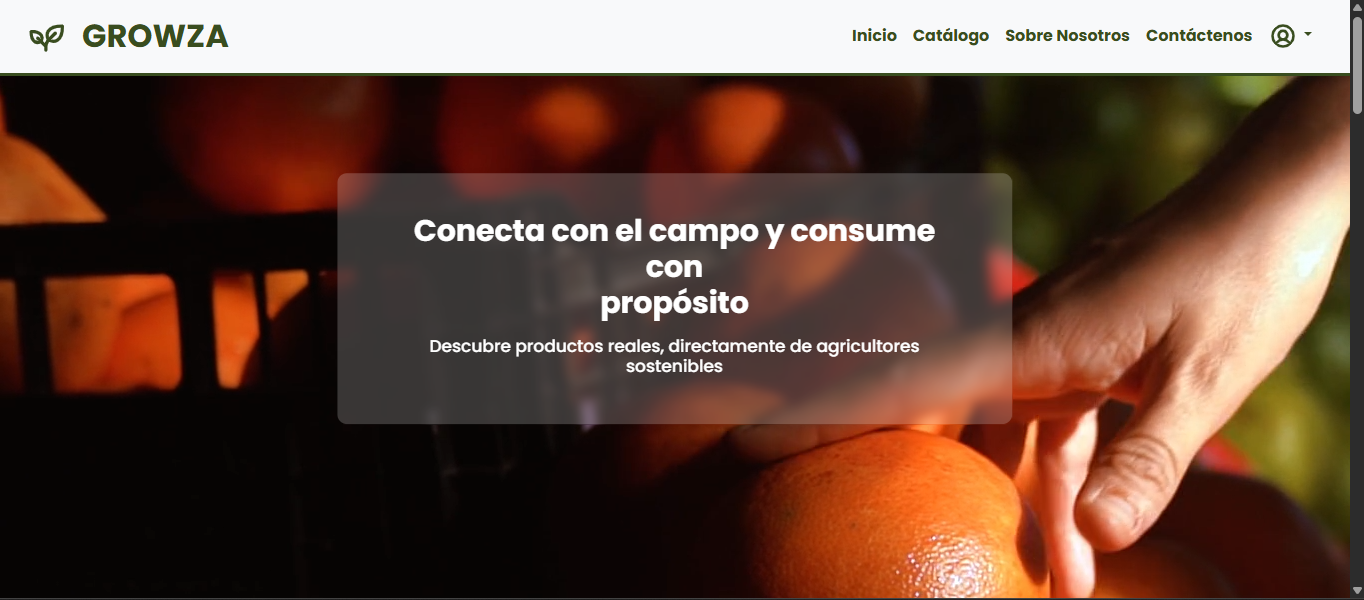 GROWZA
Inicio Catálogo Sobre Nosotros Contáctenos
Conecta con el campo y consume
con
propósito
Descubre productos reales, directamente de agricultores
sostenibles